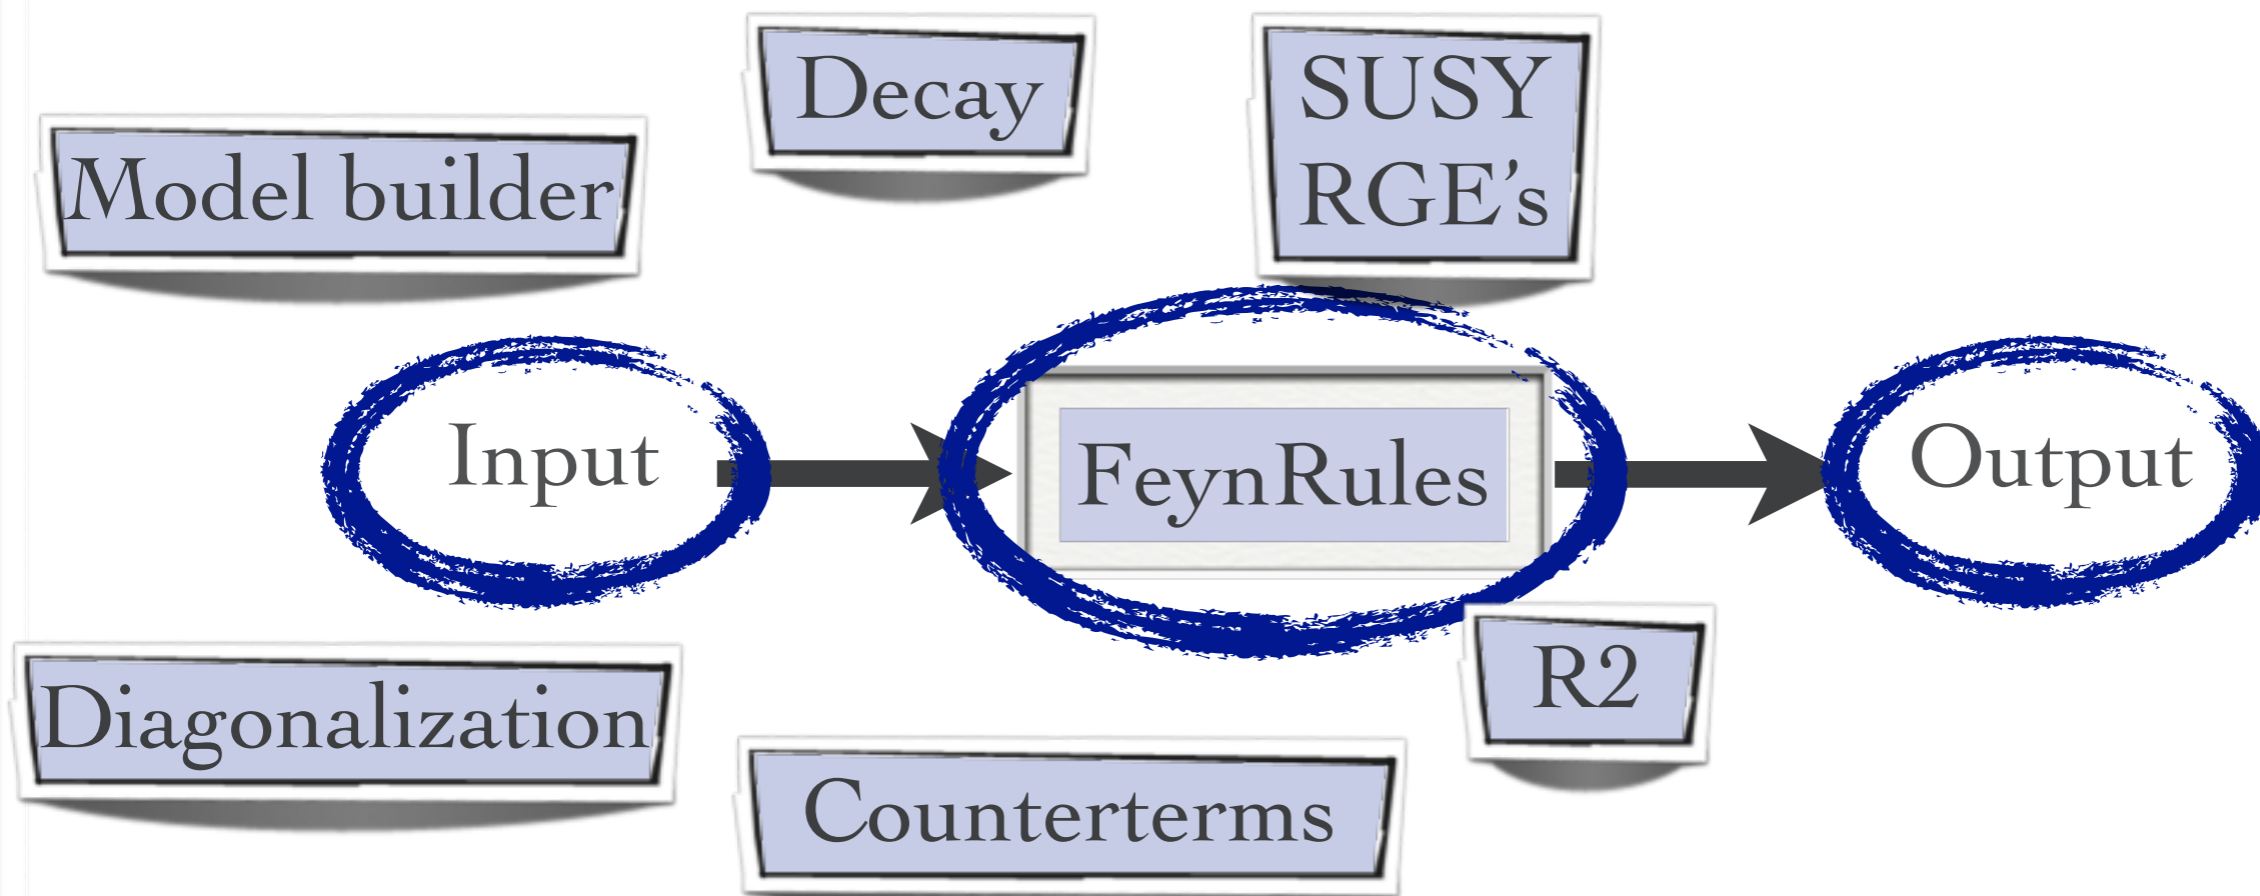 Decay
SUSY
RGE's
Model builder
Input
FeynRules
Output
R2
Diagonalization
Counterterms